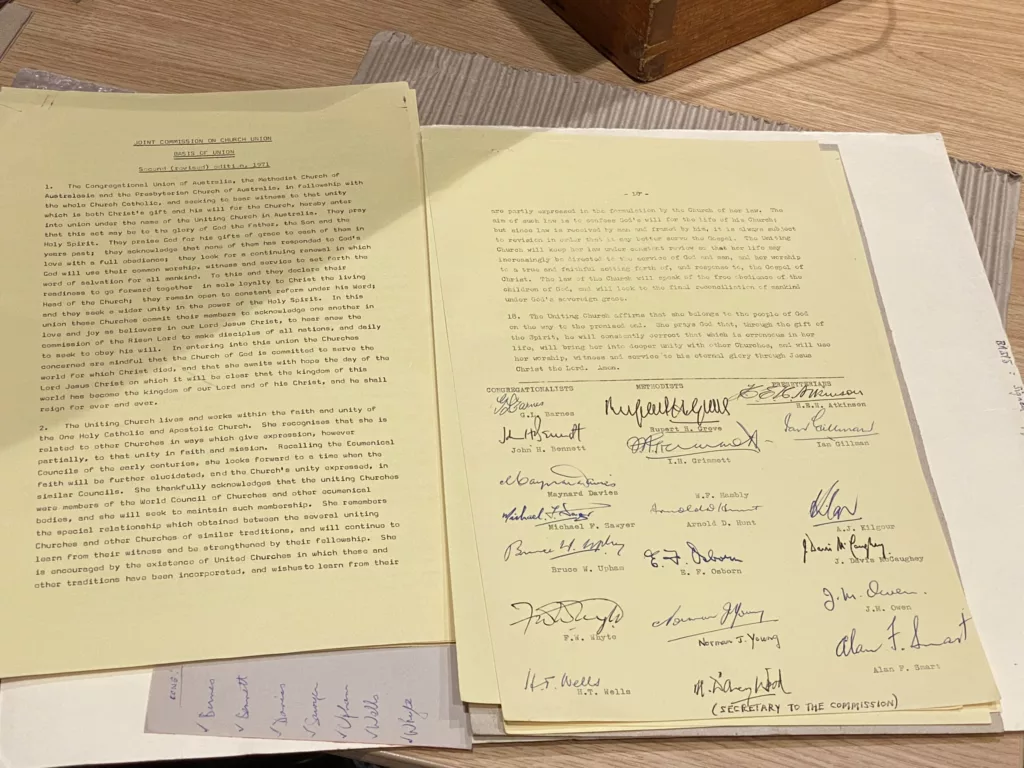 JOINT COMMISSION ON CHURCH UNION
BASIS OF UNION
Second (revised) edition, 1971
1. The Congregational Union of Australia, the Methodist Church of
Australasia and the Presbyterian Church of Australia, in fellowship with
the whole Church Catholic, and seeking to bear witness to that unity
which is both Christ's gift and his will for the Church, hereby enter
into union under the name of the Uniting Church in Australia. They pray
that this act may be to the glory of God the Father, the Son and the
Holy Spirit. They praise God for his gifts of grace to each of them in
years past; they acknowledge that none of them has responded to God's
love with a full obedience; they look for a continuing renewal in which
God will use their common worship, witness and service to set forth the
word of salvation for all mankind. To this end they declare their
readiness to go forward together in sole loyalty to Christ the living
Head of the Church; they remain open to constant reform under his Word;
and they seek a wider unity in the power of the Holy Spirit. In this
union these Churches commit their members to acknowledge one another in
love and joy as believers in our Lord Jesus Christ, to hear anew the
commission of the Risen Lord to make disciples of all nations, and daily
to seek to obey his will. In entering into this union the Churches
concerned are mindful that the Church of God is committed to serve the
world for which Christ died, and that she awaits with hope the day of the
Lord Jesus Christ on which it will be clear that the kingdom of this
world has become the kingdom of our Lord and of his Christ, and he shall
reign for ever and ever.
2. The Uniting Church lives and works within the faith and unity of
the One Holy Catholic and Apostolic Church. She recognises that she is
related to other Churches in ways which give expression, however
partially, to that unity in faith and mission. Recalling the Ecumenical
Councils of the early centuries, she looks forward to a time when the
faith will be further elucidated, and the Church's unity expressed, in
similar Councils. She thankfully acknowledges that the uniting Churches
were members of the World Council of Churches and other ecumenical
bodies, and she will seek to maintain such membership. She remembers
the special relationship which obtained between the several uniting
Churches and other Churches of similar traditions, and will continue to
learn from their witness and be strengthened by their fellowship. She
is encouraged by the existence of United Churches in which these and
other traditions have been incorporated, and wishes to learn from their
are partly expressed in the formulation by the Church of her law. The
aim of such law is to confess God's will for the life of his Church;
but since law is received by man and framed by him, it is always subject
to revision in order that it may better serve the Gospel. The Uniting
Church will keep her law under constant review so that her life may
increasingly be directed to the service of God and man, and her worship
to a true and faithful setting forth of, and response to, the Gospel of
Christ. The law of the Church will speak of the free obedience of the
children of God, and will look to the final reconciliation of mankind
under God's sovereign grace.
18. The Uniting Church affirms that she belongs to the people of God
on the way to the promised end. She prays God that, through the gift of
the Spirit, he will constantly correct that which is erroneous in her
life, will bring her into deeper unity with other Churches, and will use
her worship, witness and service to his eternal glory through Jesus
Christ the Lord. Amen.
CONGREGATIONALISTS METHODISTS PRESBYTERIANS
G.L. Barnes Rupert H. Grove H.E.H. Atkinson
John H. Bennett I.H. Grimmett Ian Gillman
Maynard Davies W.F. Hambly
Michael F. Sawyer Arnold D. Hunt A.J. Kilgour
Bruce W. Upham E. F. Osborn J. Davis McCaughey
F.W. Whyte Norman J. Young J.M. Owen
Alan F. Smart
H.T. Wells
(SECRETARY TO THE COMMISSION)
CONG.
✓ Barnes
✓ Bennett
✓ Davies
✓ Sawyer
✓ Upham
✓ Wells
✓ Whyte